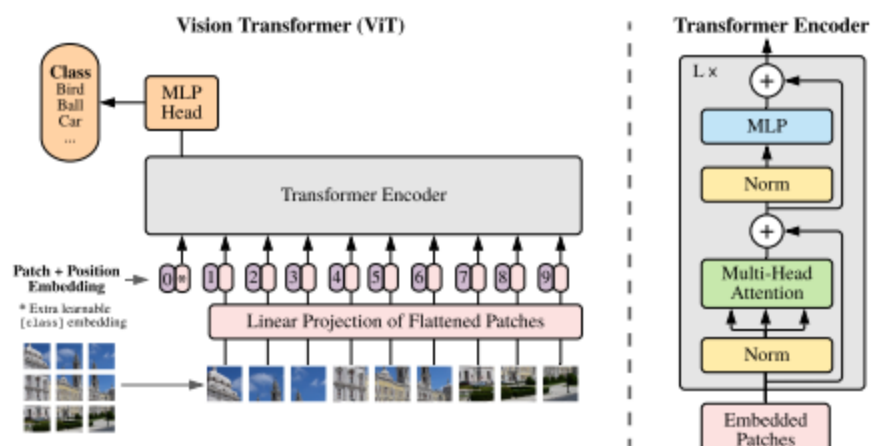 Vision Transformer (ViT)
Class
Bird
Ball
Car
...
MLP
Head
Transformer Encoder
0 * 1 2 3 4 5 6 7 8 9
Patch + Position
Embedding
* Extra learnable
[class] embedding
Linear Projection of Flattened Patches
Transformer Encoder
L ×
+
MLP
Norm
+
Multi-Head
Attention
Norm
Embedded
Patches